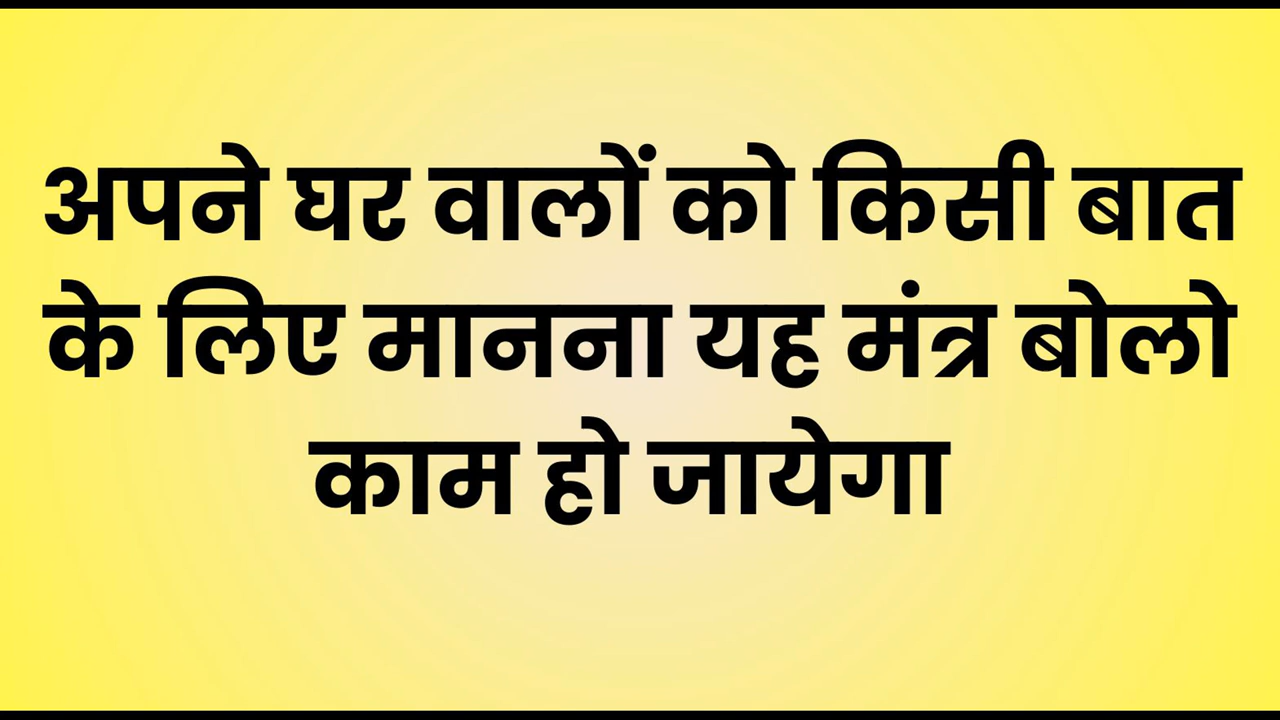 अपने घर वालों को किसी बात
के लिए मानना यह मंत्र बोलो
काम हो जायेगा